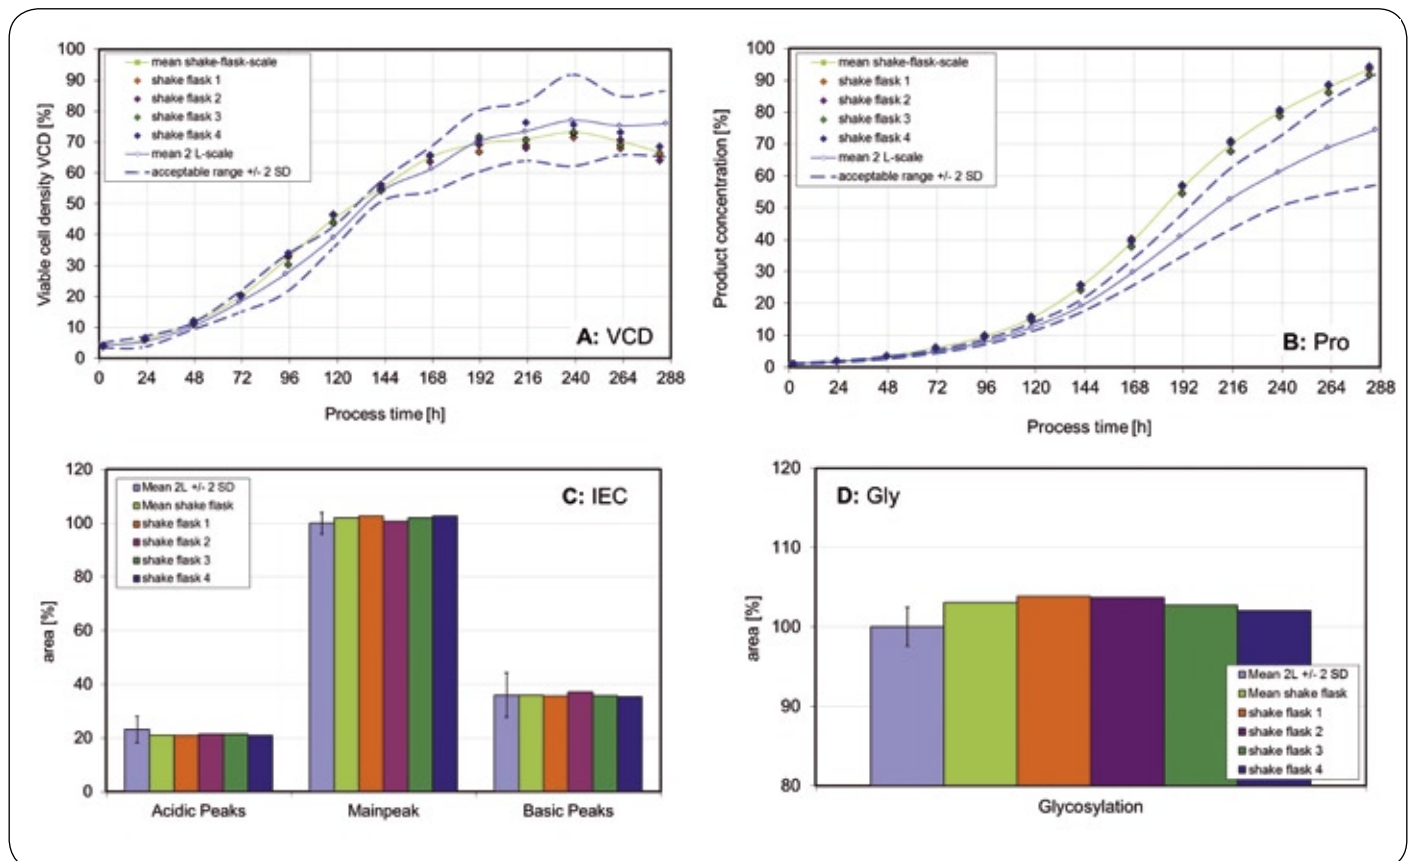 Viable cell density VCD [%]
100
90
80
70
60
50
40
30
20
10
0
mean shake-flask-scale
shake flask 1
shake flask 2
shake flask 3
shake flask 4
mean 2 L-scale
acceptable range +/- 2 SD
A: VCD
0 24 48 72 96 120 144 168 192 216 240 264 288
Process time [h]
Product concentration [%]
100
90
80
70
60
50
40
30
20
10
0
mean shake-flask-scale
shake flask 1
shake flask 2
shake flask 3
shake flask 4
mean 2 L-scale
acceptable range +/- 2 SD
B: Pro
0 24 48 72 96 120 144 168 192 216 240 264 288
Process time [h]
area [%]
120
100
80
60
40
20
0
Mean 2L +/- 2 SD
Mean shake flask
shake flask 1
shake flask 2
shake flask 3
shake flask 4
C: IEC
Acidic Peaks Mainpeak Basic Peaks
area [%]
120
110
100
90
80
D: Gly
Mean 2L +/- 2 SD
Mean shake flask
shake flask 1
shake flask 2
shake flask 3
shake flask 4
Glycosylation